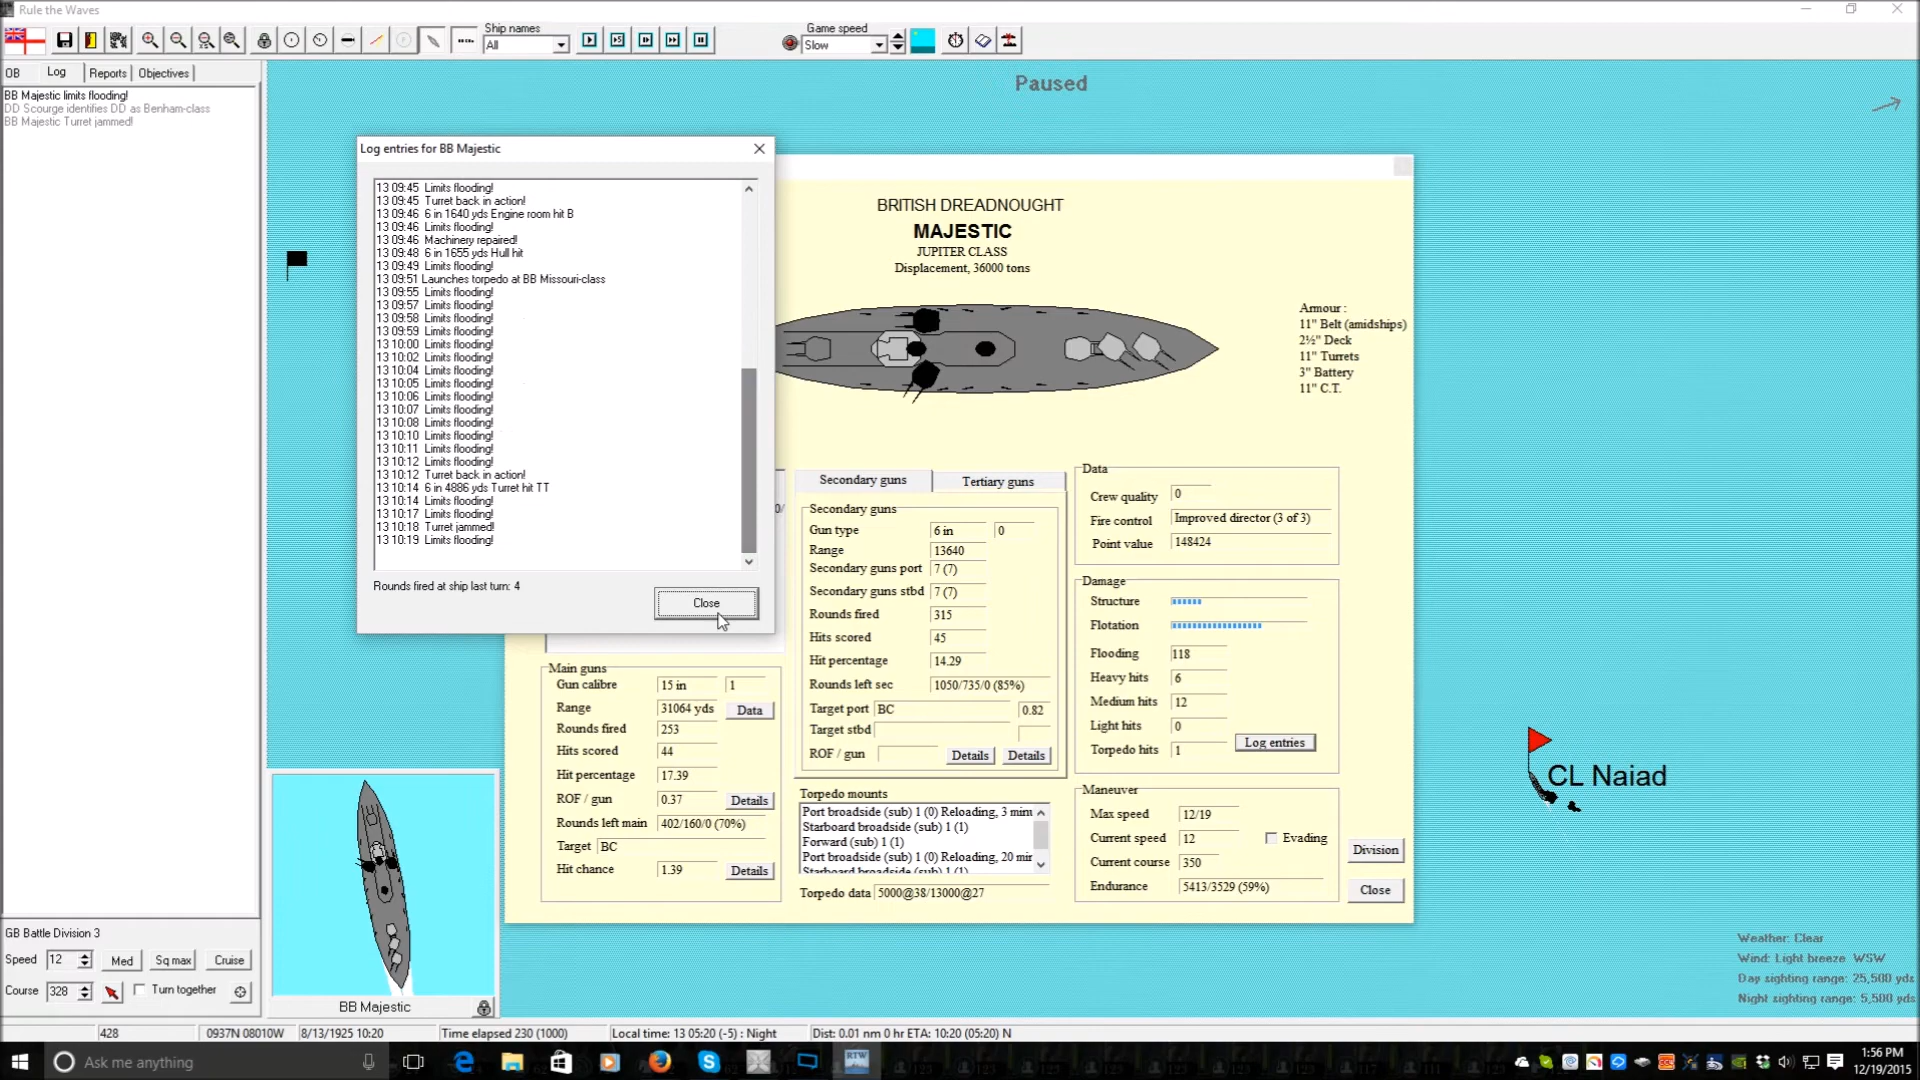 Rule the Waves
Ship names
All
Game speed
Slow
OB
Log
Reports
Objectives
BB Majestic limits flooding!
DD Scourge identifies DD as Benham-class
BB Majestic Turret jammed!
Paused
Log entries for BB Majestic
13 09:45 Limits flooding!
13 09:45 Turret back in action!
13 09:46 6 in 1640 yds Engine room hit B
13 09:46 Limits flooding!
13 09:46 Machinery repaired!
13 09:48 6 in 1655 yds Hull hit
13 09:49 Limits flooding!
13 09:51 Launches torpedo at BB Missouri-class
13 09:55 Limits flooding!
13 09:57 Limits flooding!
13 09:58 Limits flooding!
13 09:59 Limits flooding!
13 10:00 Limits flooding!
13 10:02 Limits flooding!
13 10:04 Limits flooding!
13 10:05 Limits flooding!
13 10:06 Limits flooding!
13 10:07 Limits flooding!
13 10:08 Limits flooding!
13 10:10 Limits flooding!
13 10:11 Limits flooding!
13 10:12 Limits flooding!
13 10:12 Turret back in action!
13 10:14 6 in 4886 yds Turret hit TT
13 10:14 Limits flooding!
13 10:17 Limits flooding!
13 10:18 Turret jammed!
13 10:19 Limits flooding!
Rounds fired at ship last turn: 4
Close
BRITISH DREADNOUGHT
MAJESTIC
JUPITER CLASS
Displacement, 36000 tons
Armour :
11" Belt (amidships)
2½" Deck
11" Turrets
3" Battery
11" C.T.
Main guns
Gun calibre 15 in 1
Range 31064 yds Data
Rounds fired 253
Hits scored 44
Hit percentage 17.39
ROF / gun 0.37 Details
Rounds left main 402/160/0 (70%)
Target BC
Hit chance 1.39 Details
Secondary guns
Tertiary guns
Secondary guns
Gun type 6 in 0
Range 13640
Secondary guns port 7 (7)
Secondary guns stbd 7 (7)
Rounds fired 315
Hits scored 45
Hit percentage 14.29
Rounds left sec 1050/735/0 (85%)
Target port BC 0.82
Target stbd
ROF / gun Details Details
Torpedo mounts
Port broadside (sub) 1 (0) Reloading, 3 minu
Starboard broadside (sub) 1 (1)
Forward (sub) 1 (1)
Port broadside (sub) 1 (0) Reloading, 20 min
Starboard broadside (sub) 1 (1)
Torpedo data 5000@38/13000@27
Data
Crew quality 0
Fire control Improved director (3 of 3)
Point value 148424
Damage
Structure
Flotation
Flooding 118
Heavy hits 6
Medium hits 12
Light hits 0
Torpedo hits 1 Log entries
Maneuver
Max speed 12/19
Current speed 12 Evading
Current course 350
Endurance 5413/3529 (59%)
Division
Close
CL Naiad
Weather: Clear
Wind: Light breeze WSW
Day sighting range: 25,500 yds
Night sighting range: 5,500 yds
GB Battle Division 3
Speed 12 Med Sq max Cruise
Course 328 Turn together
BB Majestic
428 0937N 08010W 8/13/1925 10:20 Time elapsed 230 (1000) Local time: 13 05:20 (-5) : Night Dist: 0.01 nm 0 hr ETA: 10:20 (05:20) N
Ask me anything
RTW
1:56 PM
12/19/2015